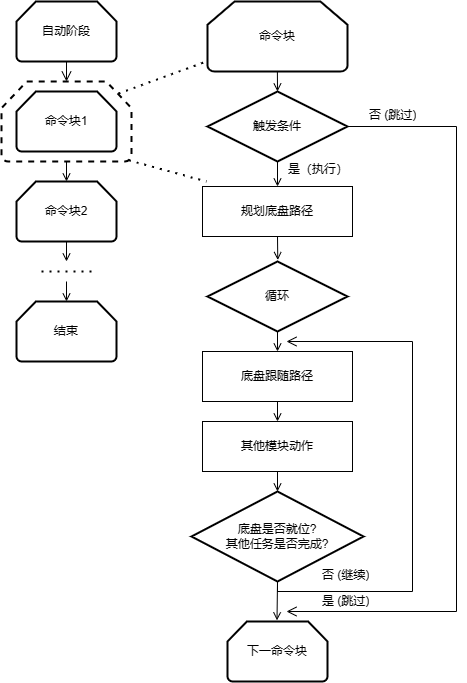 自动阶段
命令块1
命令块2
结束
命令块
触发条件
否 (跳过)
是（执行）
规划底盘路径
循环
底盘跟随路径
其他模块动作
底盘是否就位?
其他任务是否完成?
否 (继续)
是 (跳过)
下一命令块